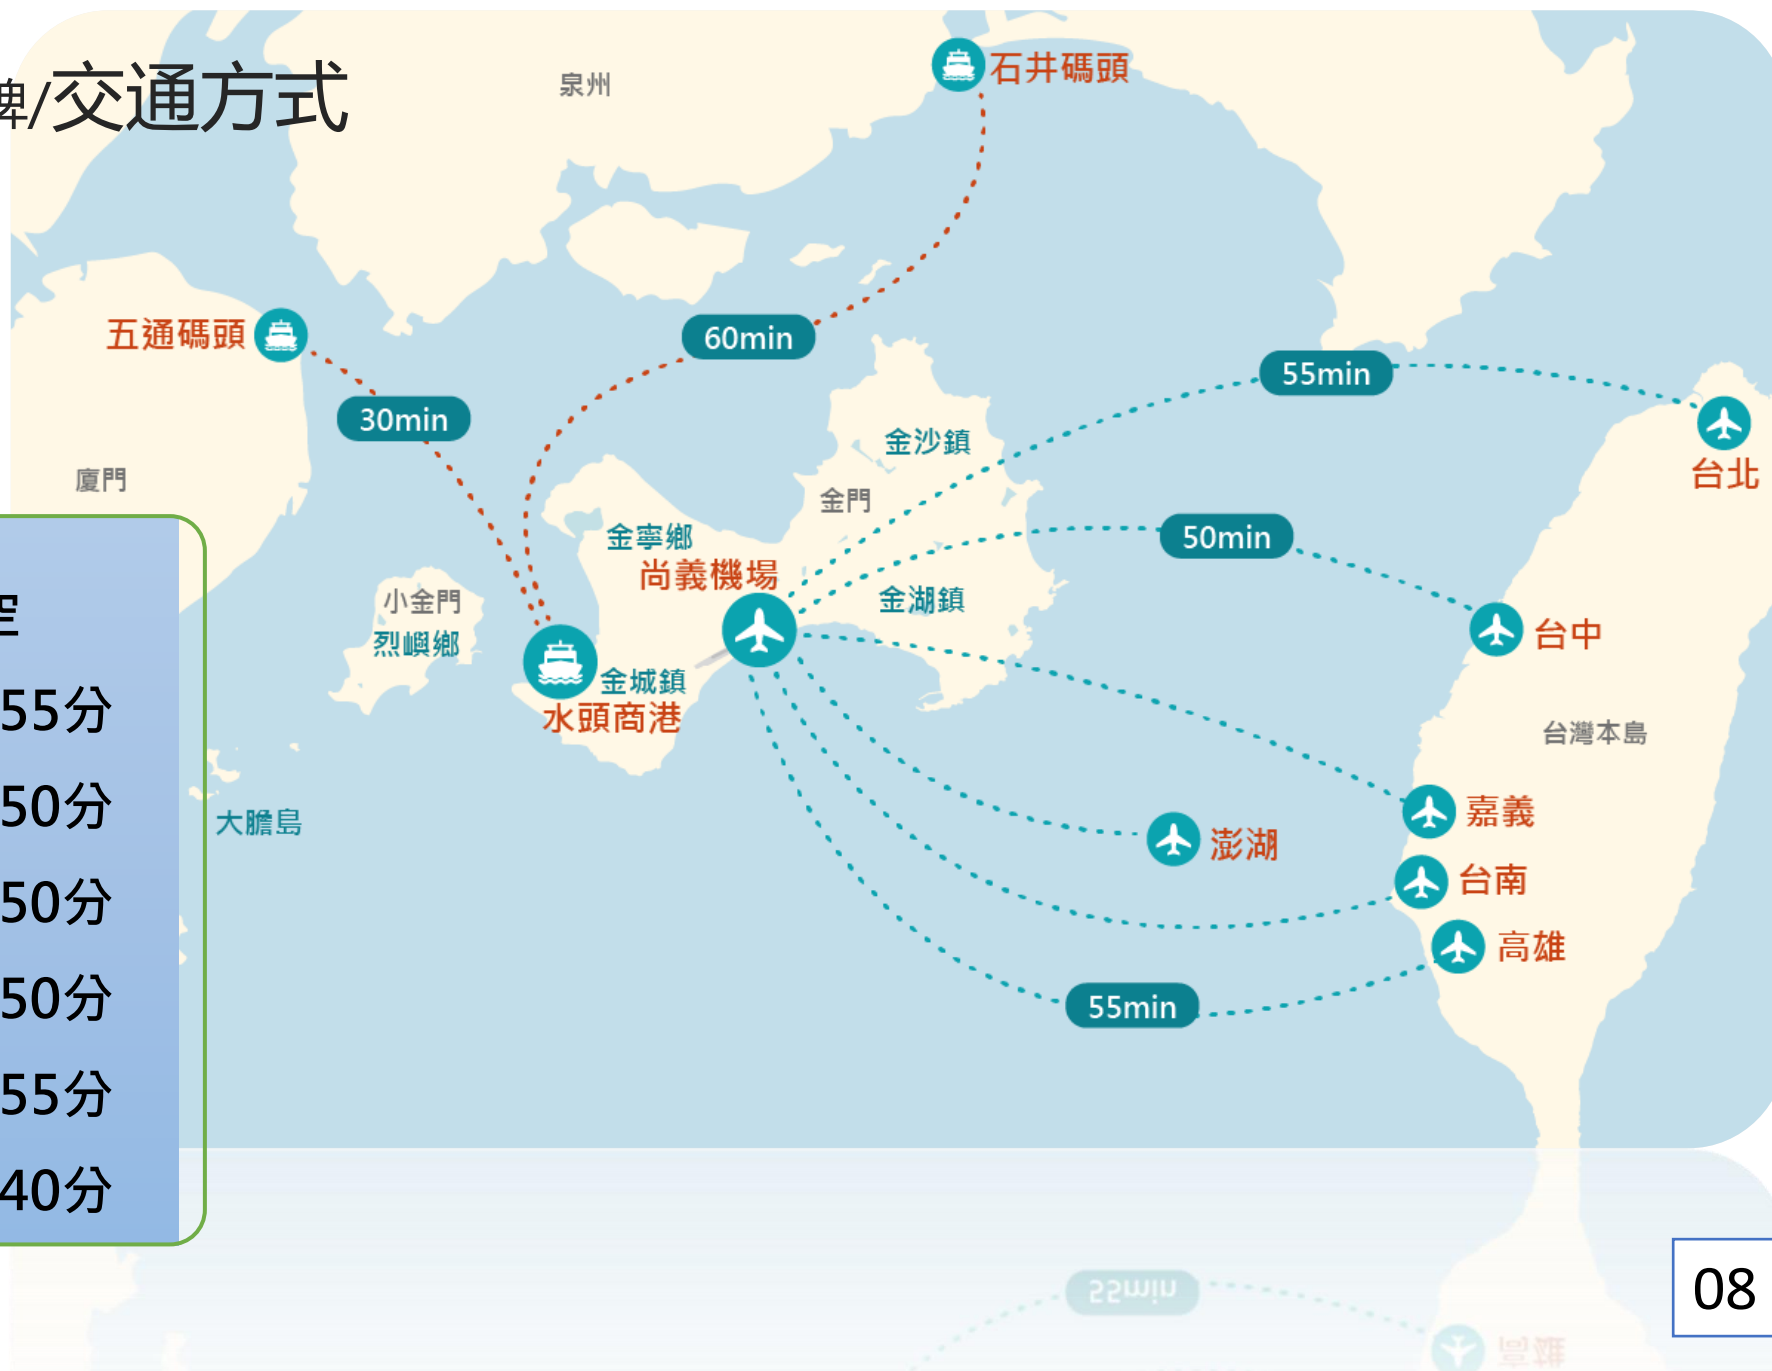 /交通方式
泉州
石井碼頭
五通碼頭
60min
55min
30min
金沙鎮
台北
廈門
金門
50min
金寧鄉
尚義機場
小金門
金湖鎮
烈嶼鄉
台中
金城鎮
水頭商港
台灣本島
大膽島
澎湖
嘉義
台南
高雄
55min
空
55分
50分
50分
50分
55分
40分
08